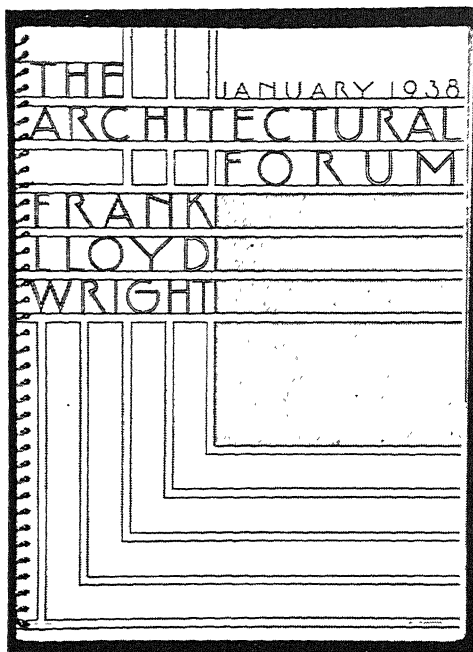 THE
JANUARY 1938
ARCHITECTURAL
FORUM
FRANK
LLOYD
WRIGHT